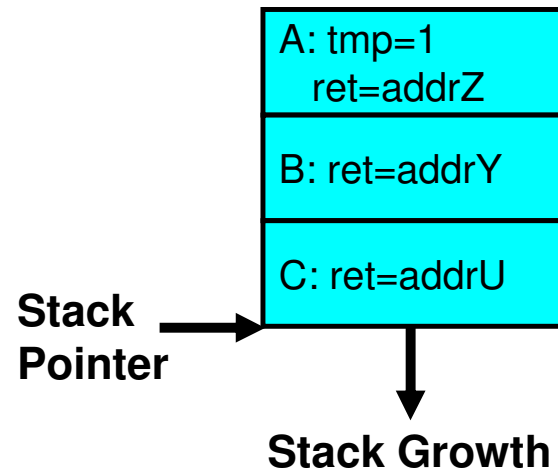 A: tmp=1
ret=addrZ
B: ret=addrY
C: ret=addrU
Stack
Pointer
Stack Growth